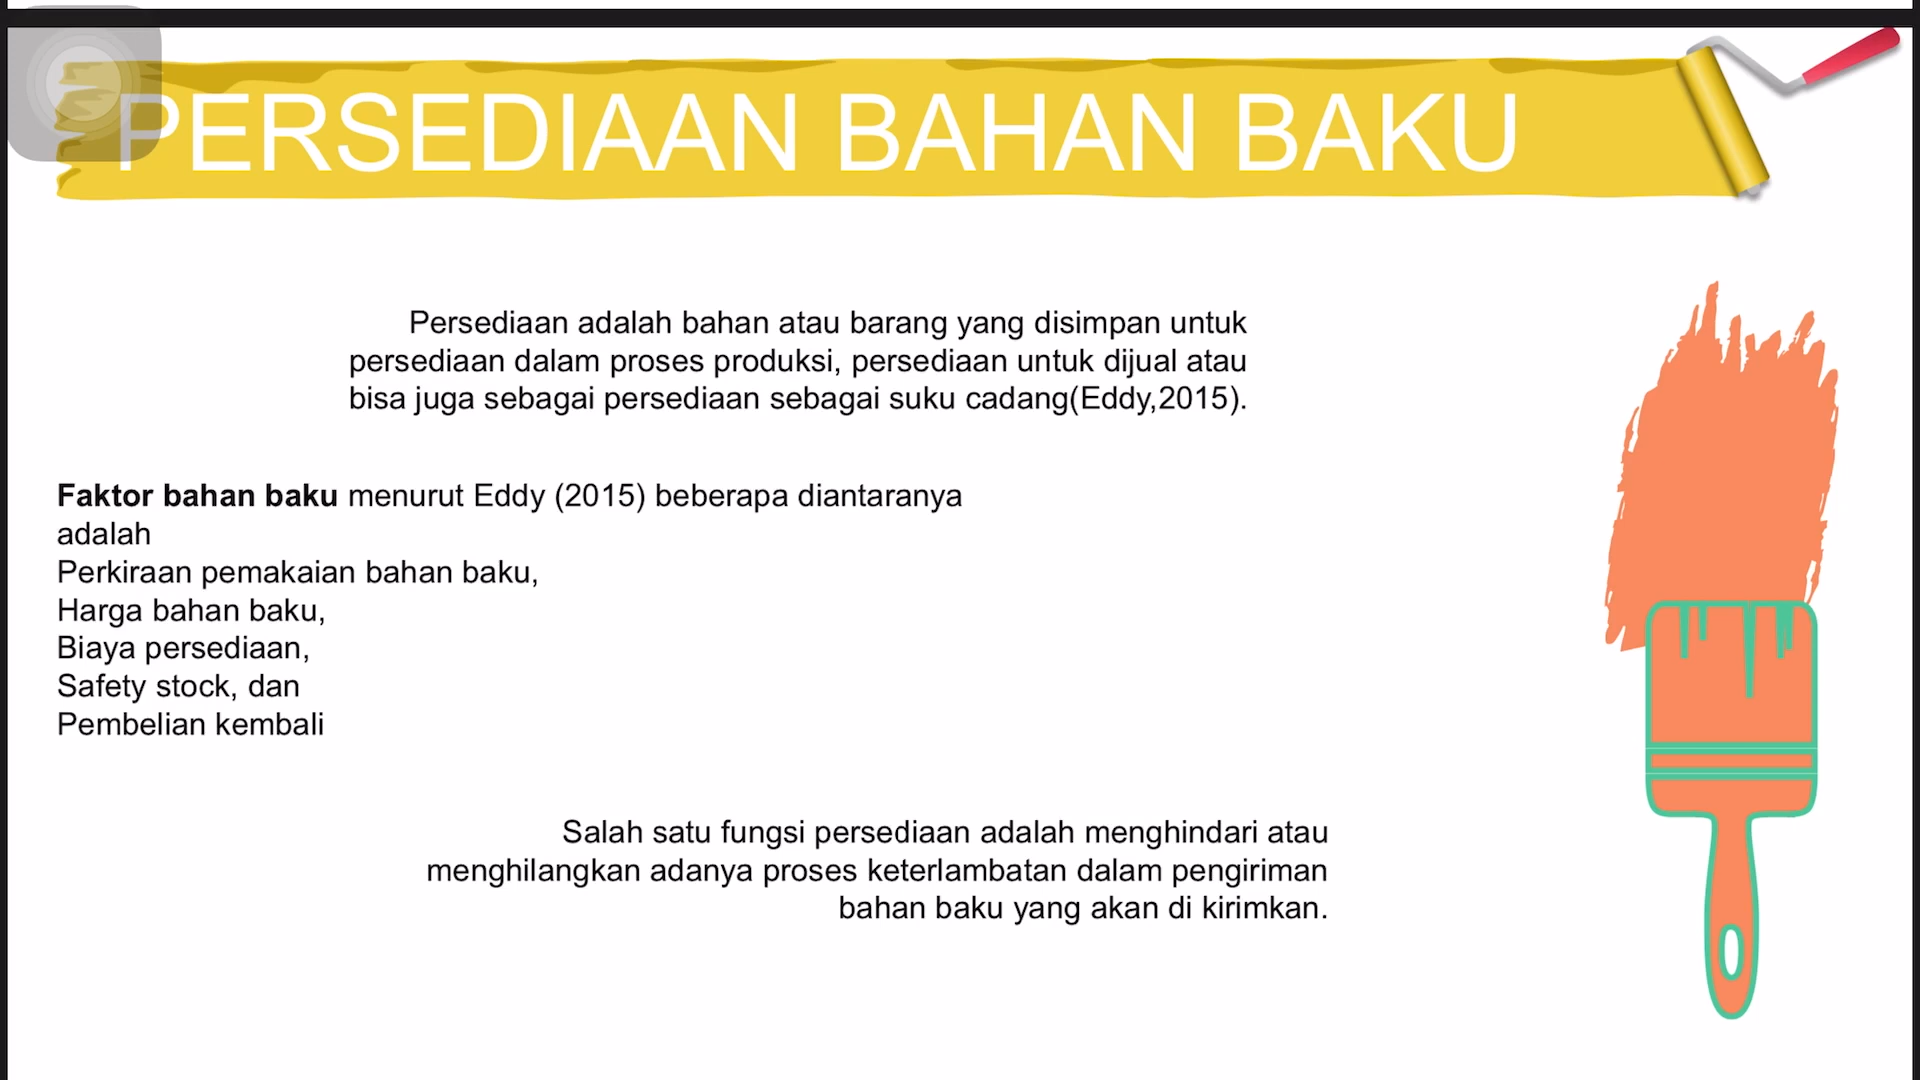 PERSEDIAAN BAHAN BAKU
Persediaan adalah bahan atau barang yang disimpan untuk
persediaan dalam proses produksi, persediaan untuk dijual atau
bisa juga sebagai persediaan sebagai suku cadang(Eddy,2015).
Faktor bahan baku menurut Eddy (2015) beberapa diantaranya
adalah
Perkiraan pemakaian bahan baku,
Harga bahan baku,
Biaya persediaan,
Safety stock, dan
Pembelian kembali
Salah satu fungsi persediaan adalah menghindari atau
menghilangkan adanya proses keterlambatan dalam pengiriman
bahan baku yang akan di kirimkan.